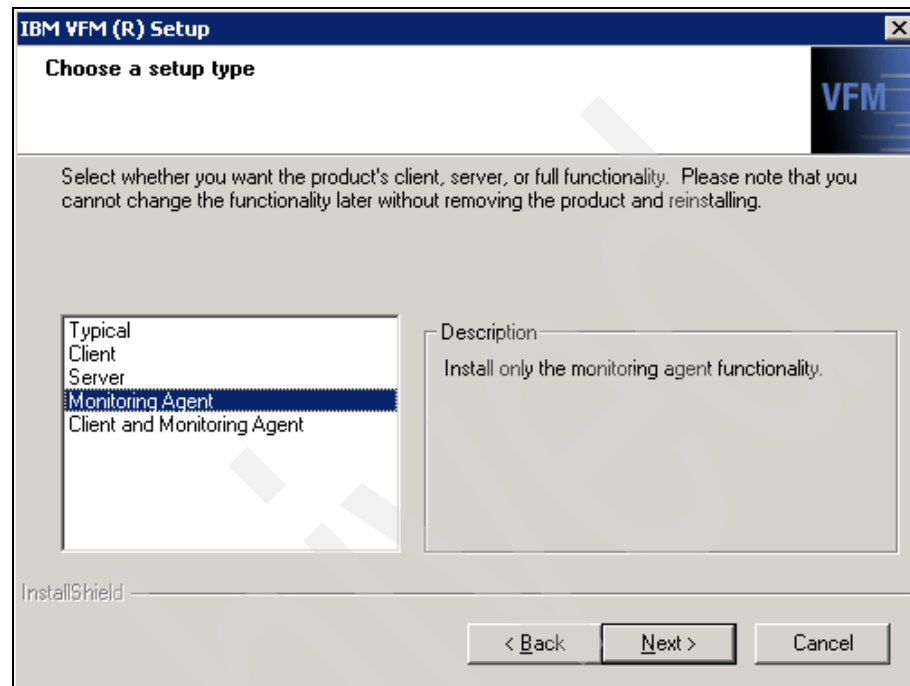 IBM VFM (R) Setup
Choose a setup type
VFM
Select whether you want the product's client, server, or full functionality. Please note that you
cannot change the functionality later without removing the product and reinstalling.
Typical
Client
Server
Monitoring Agent
Client and Monitoring Agent
Description
Install only the monitoring agent functionality.
InstallShield
< Back
Next >
Cancel